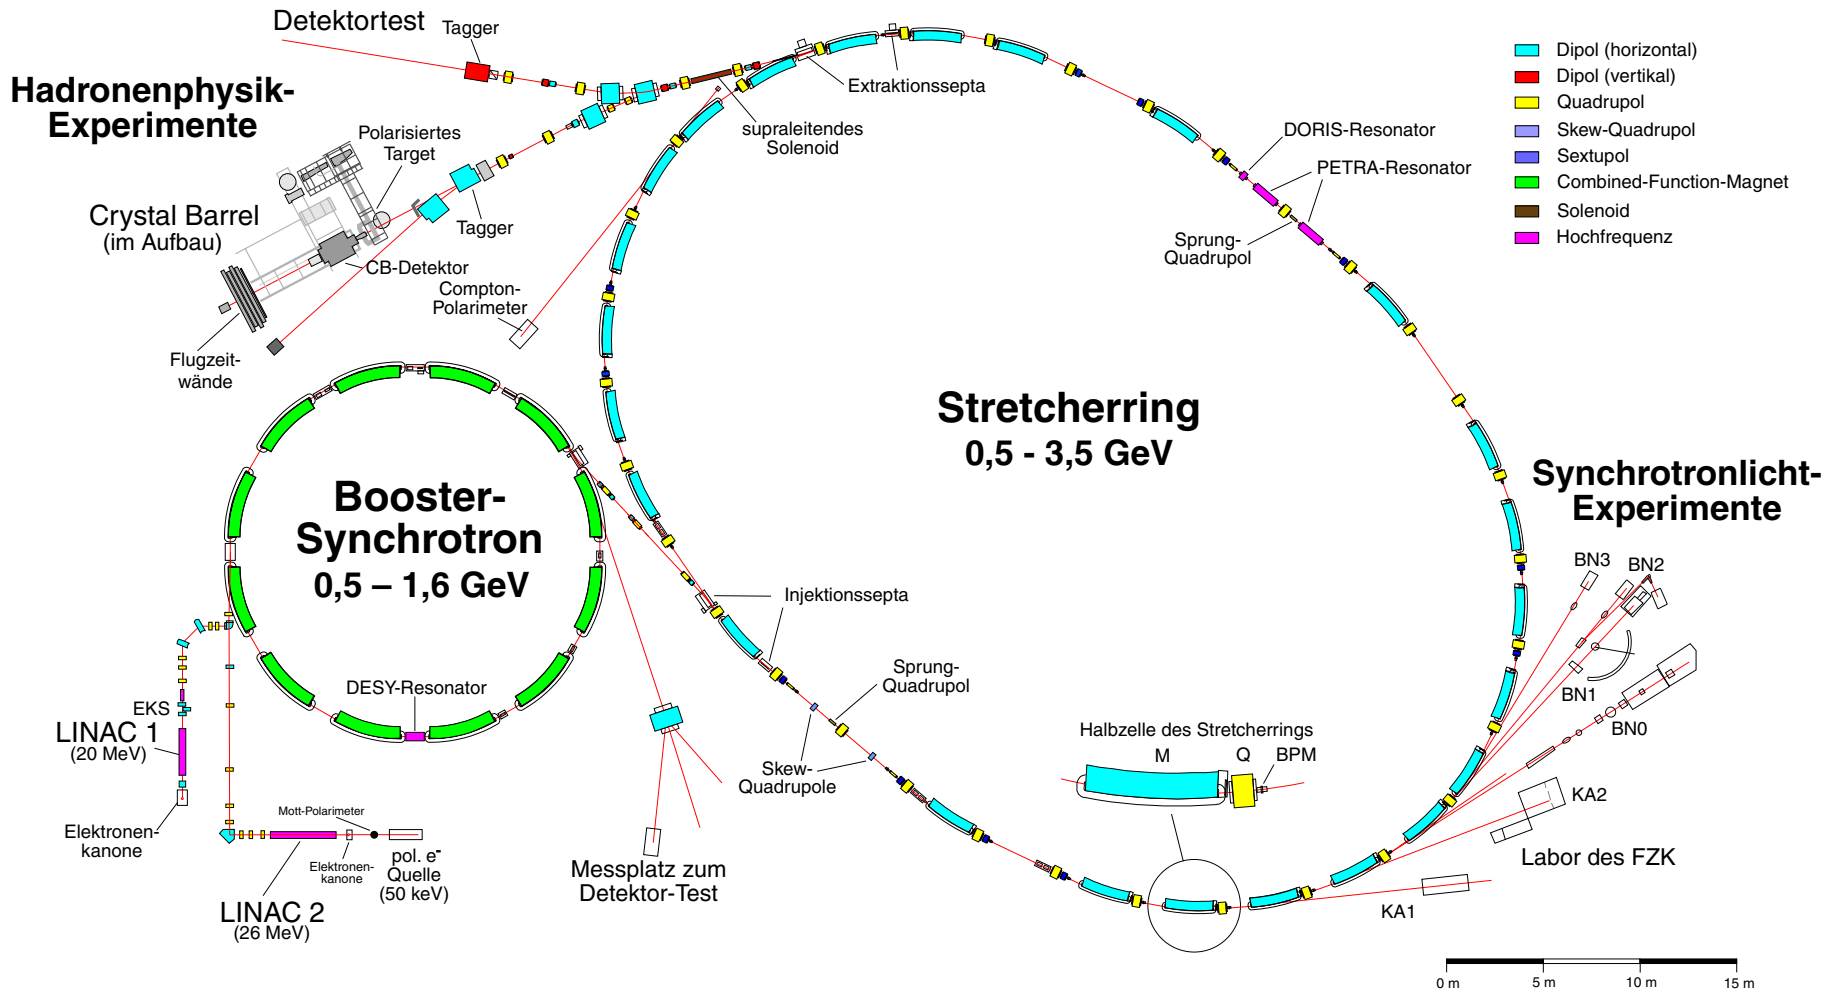 Detektortest
Tagger
Hadronenphysik-
Experimente
Polarisiertes
Target
Crystal Barrel
(im Aufbau)
Tagger
CB-Detektor
Compton-
Polarimeter
Flugzeit-
wände
Extraktionssepta
supraleitendes
Solenoid
DORIS-Resonator
PETRA-Resonator
Sprung-
Quadrupol
Dipol (horizontal)
Dipol (vertikal)
Quadrupol
Skew-Quadrupol
Sextupol
Combined-Function-Magnet
Solenoid
Hochfrequenz
Stretcherring
0,5 - 3,5 GeV
Booster-
Synchrotron
0,5 – 1,6 GeV
DESY-Resonator
Synchrotronlicht-
Experimente
BN3
BN2
BN1
BN0
KA2
Labor des FZK
KA1
Injektionssepta
Sprung-
Quadrupol
Skew-
Quadrupole
Halbzelle des Stretcherrings
M
Q
BPM
EKS
LINAC 1
(20 MeV)
Elektronen-
kanone
Mott-Polarimeter
Elektronen-
kanone
pol. e-
Quelle
(50 keV)
LINAC 2
(26 MeV)
Messplatz zum
Detektor-Test
0 m
5 m
10 m
15 m